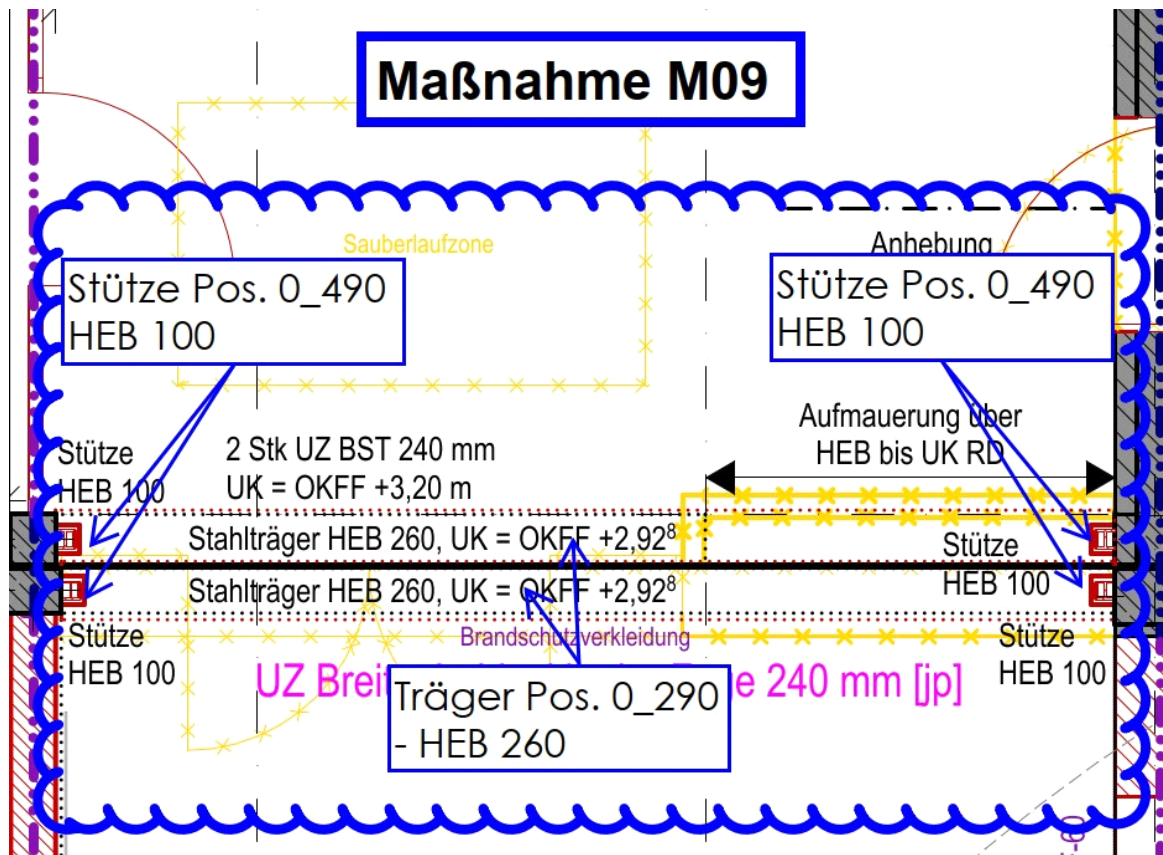 Maßnahme M09
Sauberlaufzone
Anhebung
Stütze Pos. 0_490
HEB 100
Stütze Pos. 0_490
HEB 100
Aufmauerung über
HEB bis UK RD
Stütze
HEB 100
2 Stk UZ BST 240 mm
UK = OKFF +3,20 m
Stahlträger HEB 260, UK = OKFF +2,92⁸
Stütze
HEB 100
Stahlträger HEB 260, UK = OKFF +2,92⁸
Stütze
HEB 100
Brandschutzverkleidung
Stütze
HEB 100
UZ Breit
240 mm [jp]
Träger Pos. 0_290
- HEB 260